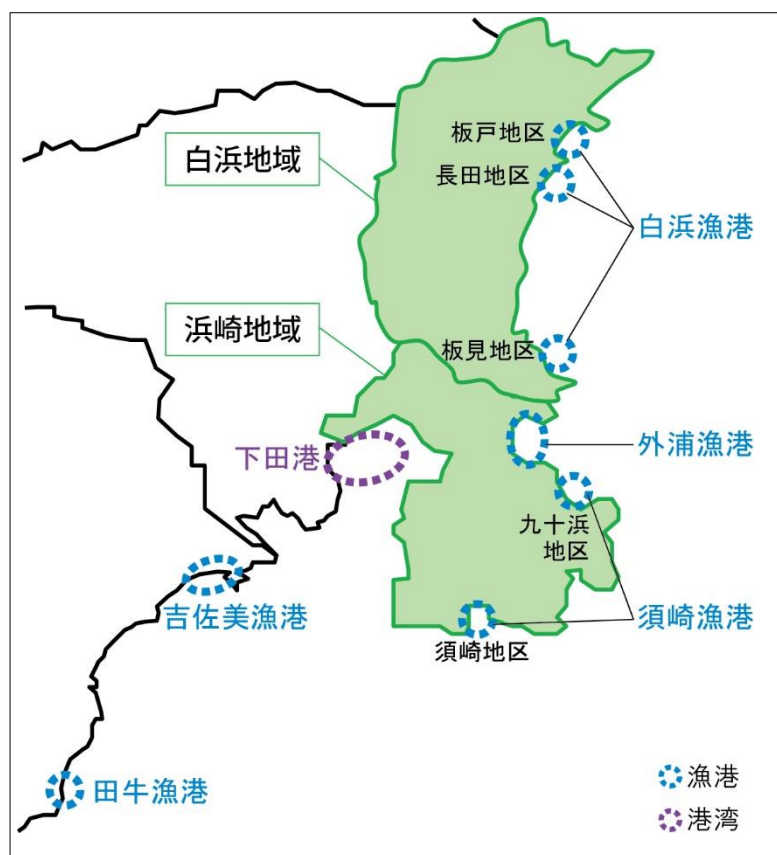 板戸地区
白浜地域
長田地区
白浜漁港
浜崎地域
板見地区
下田港
外浦漁港
九十浜
地区
吉佐美漁港
須崎漁港
須崎地区
漁港
田牛漁港
港湾